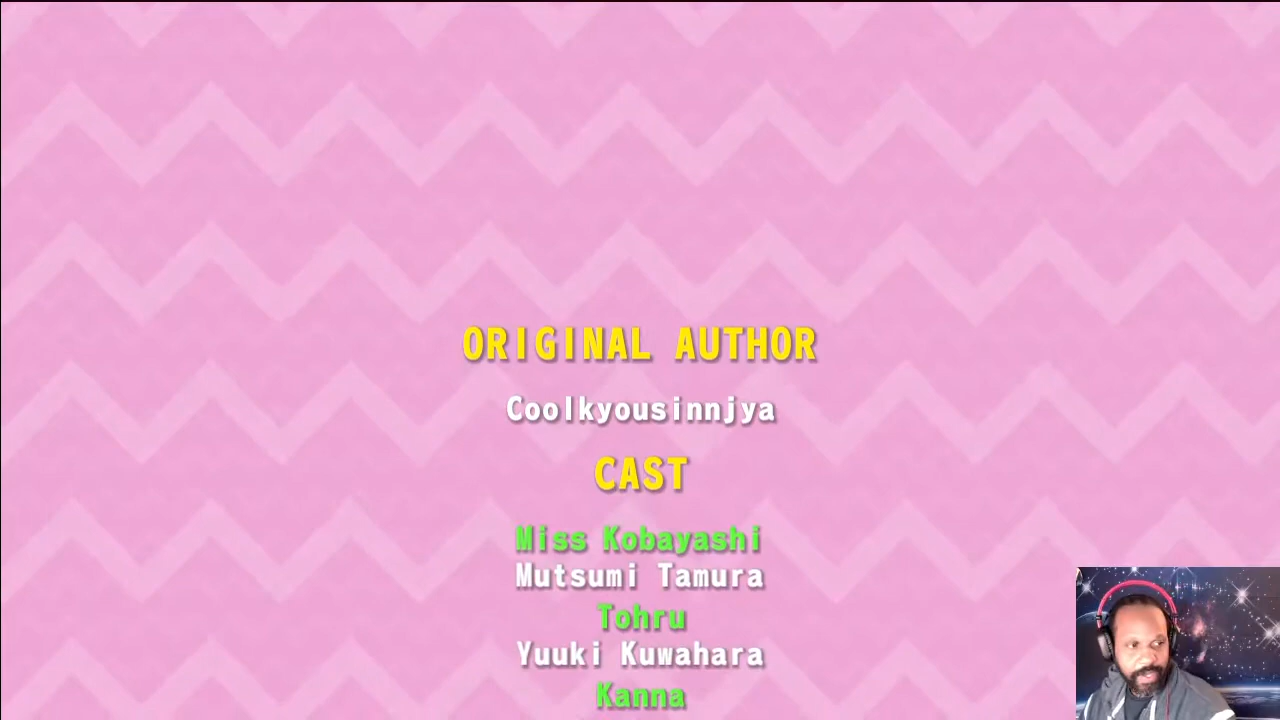 ORIGINAL AUTHOR
Coolkyousinnjya
CAST
Miss Kobayashi
Mutsumi Tamura
Tohru
Yuuki Kuwahara
Kanna